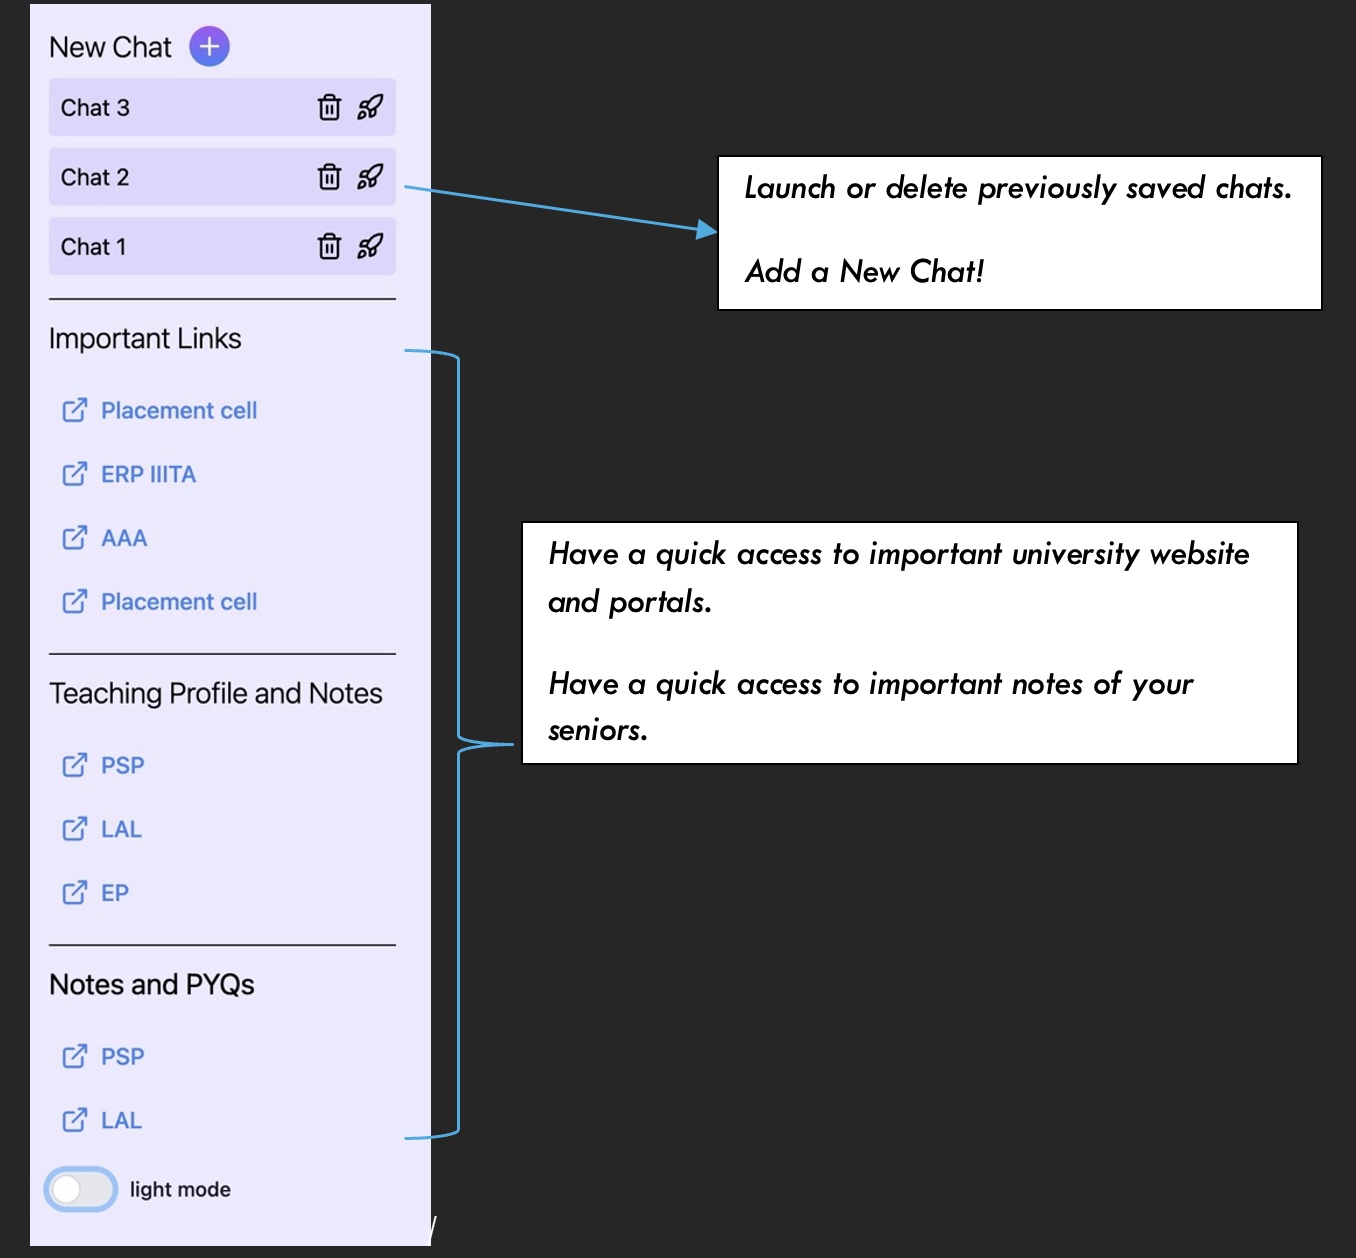 New Chat
Chat 3
Chat 2
Chat 1
Launch or delete previously saved chats.
Add a New Chat!
Important Links
Placement cell
ERP IIITA
AAA
Placement cell
Have a quick access to important university website
and portals.
Have a quick access to important notes of your
seniors.
Teaching Profile and Notes
PSP
LAL
EP
Notes and PYQs
PSP
LAL
light mode
/